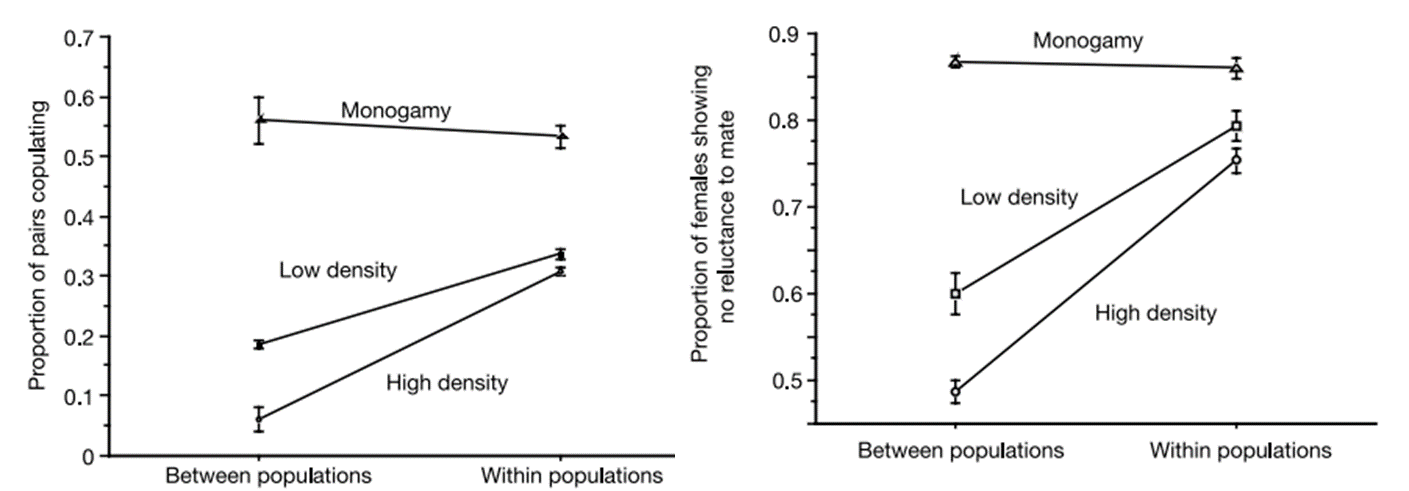 Proportion of pairs copulating
0.7
0.6
0.5
0.4
0.3
0.2
0.1
0
Monogamy
Low density
High density
Between populations
Within populations
Proportion of females showing
no reluctance to mate
0.9
0.8
0.7
0.6
0.5
Monogamy
Low density
High density
Between populations
Within populations